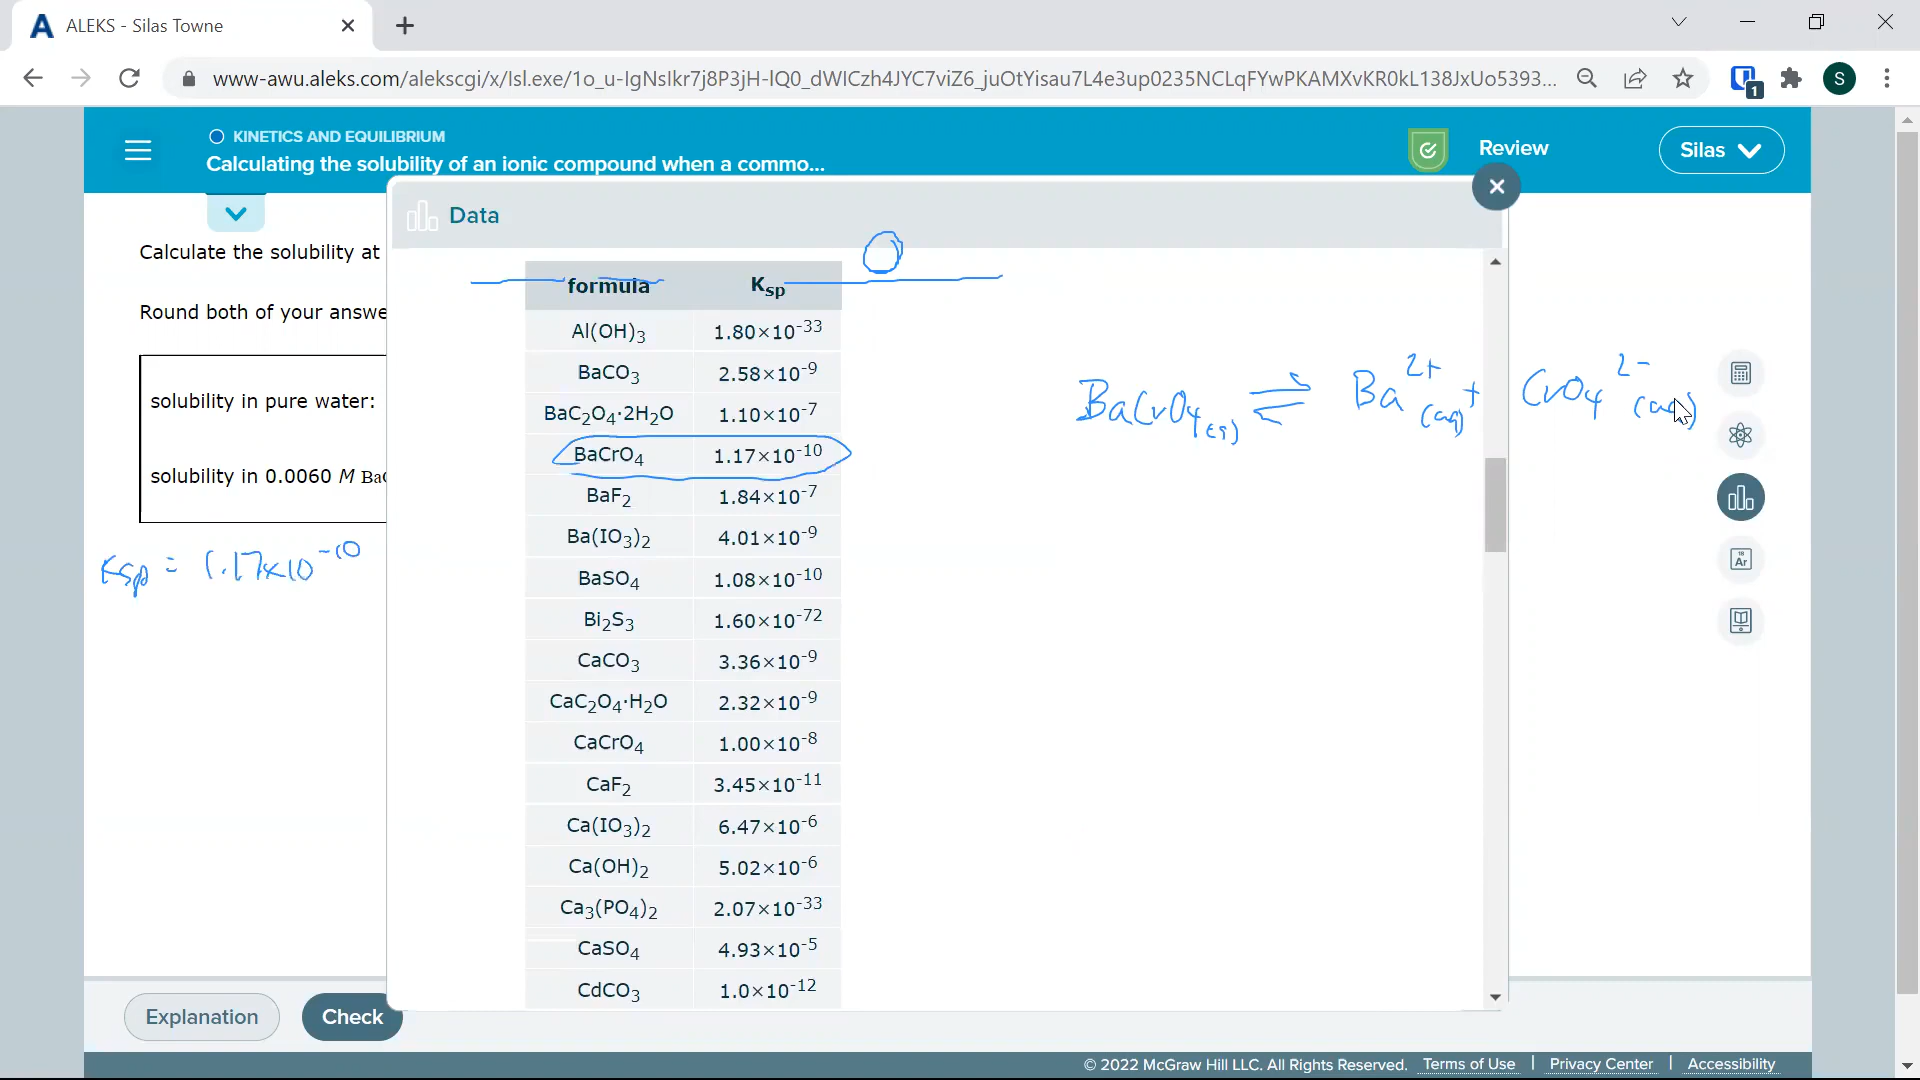 ALEKS - Silas Towne
www-awu.aleks.com/alekscgi/x/Isl.exe/1o_u-IgNsIkr7j8P3jH-lQ0_dWICzh4JYC7viZ6_juOtYisau7L4e3up0235NCLqFYwPKAMXvKR0kL138JxUo5393...
1
S
KINETICS AND EQUILIBRIUM
Calculating the solubility of an ionic compound when a commo...
Review
Silas
Data
Calculate the solubility at
Round both of your answe
solubility in pure water:
solubility in 0.0060 M BaC
Ksp = 1.17x10⁻¹⁰
formula Ksp
Al(OH)₃ 1.80×10⁻³³
BaCO₃ 2.58×10⁻⁹
BaC₂O₄·2H₂O 1.10×10⁻⁷
BaCrO₄ 1.17×10⁻¹⁰
BaF₂ 1.84×10⁻⁷
Ba(IO₃)₂ 4.01×10⁻⁹
BaSO₄ 1.08×10⁻¹⁰
Bi₂S₃ 1.60×10⁻⁷²
CaCO₃ 3.36×10⁻⁹
CaC₂O₄·H₂O 2.32×10⁻⁹
CaCrO₄ 1.00×10⁻⁸
CaF₂ 3.45×10⁻¹¹
Ca(IO₃)₂ 6.47×10⁻⁶
Ca(OH)₂ 5.02×10⁻⁶
Ca₃(PO₄)₂ 2.07×10⁻³³
CaSO₄ 4.93×10⁻⁵
CdCO₃ 1.0×10⁻¹²
BaCrO₄(s) ⇌ Ba²⁺(aq) + CrO₄²⁻(aq)
18
Ar
Explanation
Check
© 2022 McGraw Hill LLC. All Rights Reserved. Terms of Use | Privacy Center | Accessibility